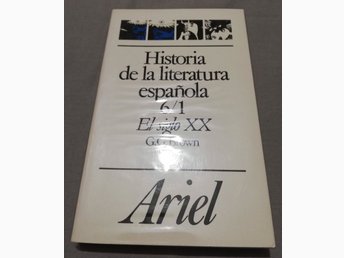 Historia
de la literatura
española
6/1
El siglo XX
G.G. Brown
Ariel